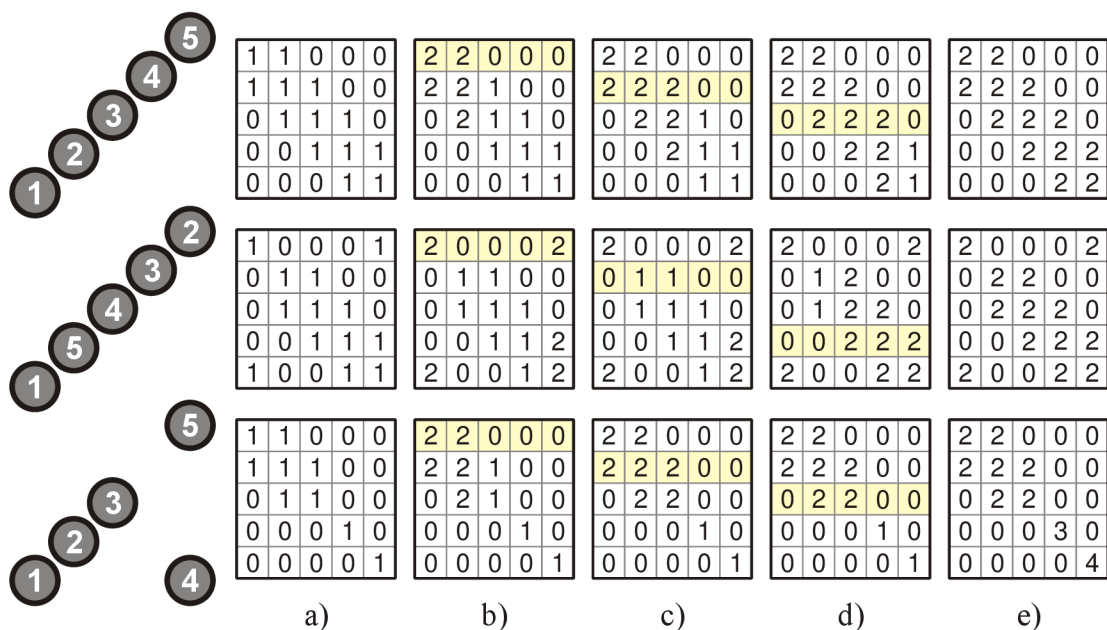 5 1 1 0 0 0 2 2 0 0 0 2 2 0 0 0 2 2 0 0 0 2 2 0 0 0
4 1 1 1 0 0 2 2 1 0 0 2 2 2 0 0 2 2 2 0 0 2 2 2 0 0
3 0 1 1 1 0 0 2 1 1 0 0 2 2 1 0 0 2 2 2 0 0 2 2 2 0
2 0 0 1 1 1 0 0 1 1 1 0 0 2 1 1 0 0 2 2 1 0 0 2 2 2
1 0 0 0 1 1 0 0 0 1 1 0 0 0 1 1 0 0 0 2 1 0 0 0 2 2
2 1 0 0 0 1 2 0 0 0 2 2 0 0 0 2 2 0 0 0 2 2 0 0 0 2
3 0 1 1 0 0 0 1 1 0 0 0 1 1 0 0 0 1 2 0 0 0 2 2 0 0
4 0 1 1 1 0 0 1 1 1 0 0 1 1 1 0 0 1 2 2 0 0 2 2 2 0
5 0 0 1 1 1 0 0 1 1 2 0 0 1 1 2 0 0 2 2 2 0 0 2 2 2
1 1 0 0 1 1 2 0 0 1 2 2 0 0 1 2 2 0 0 2 2 2 0 0 2 2
5 1 1 0 0 0 2 2 0 0 0 2 2 0 0 0 2 2 0 0 0 2 2 0 0 0
1 1 1 0 0 2 2 1 0 0 2 2 2 0 0 2 2 2 0 0 2 2 2 0 0
3 0 1 1 0 0 0 2 1 0 0 0 2 2 0 0 0 2 2 0 0 0 2 2 0 0
2 0 0 0 1 0 0 0 0 1 0 0 0 0 1 0 0 0 0 1 0 0 0 0 3 0
1 4 0 0 0 0 1 0 0 0 0 1 0 0 0 0 1 0 0 0 0 1 0 0 0 0 4
a) b) c) d) e)